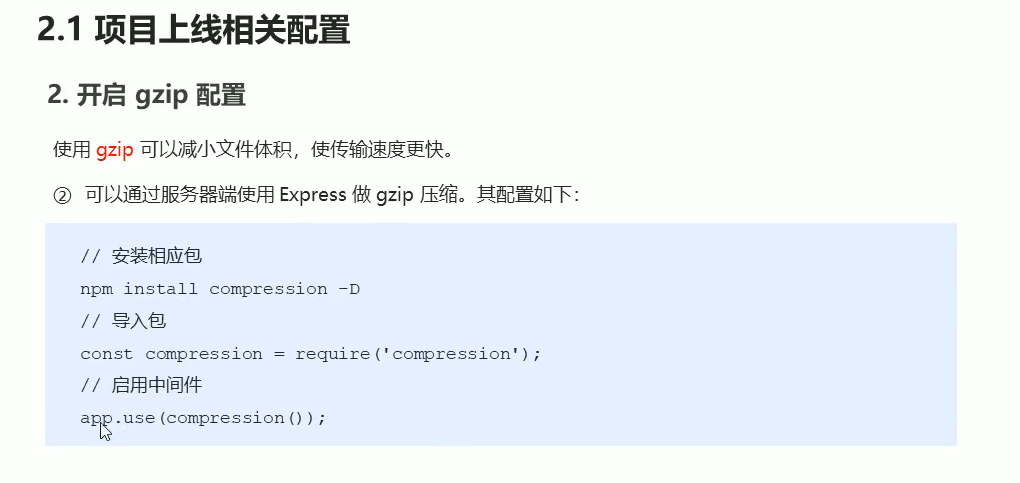 2.1 项目上线相关配置
2. 开启 gzip 配置
使用 gzip 可以减小文件体积，使传输速度更快。
② 可以通过服务器端使用 Express 做 gzip 压缩。其配置如下：
// 安装相应包
npm install compression -D
// 导入包
const compression = require('compression');
// 启用中间件
app.use(compression());